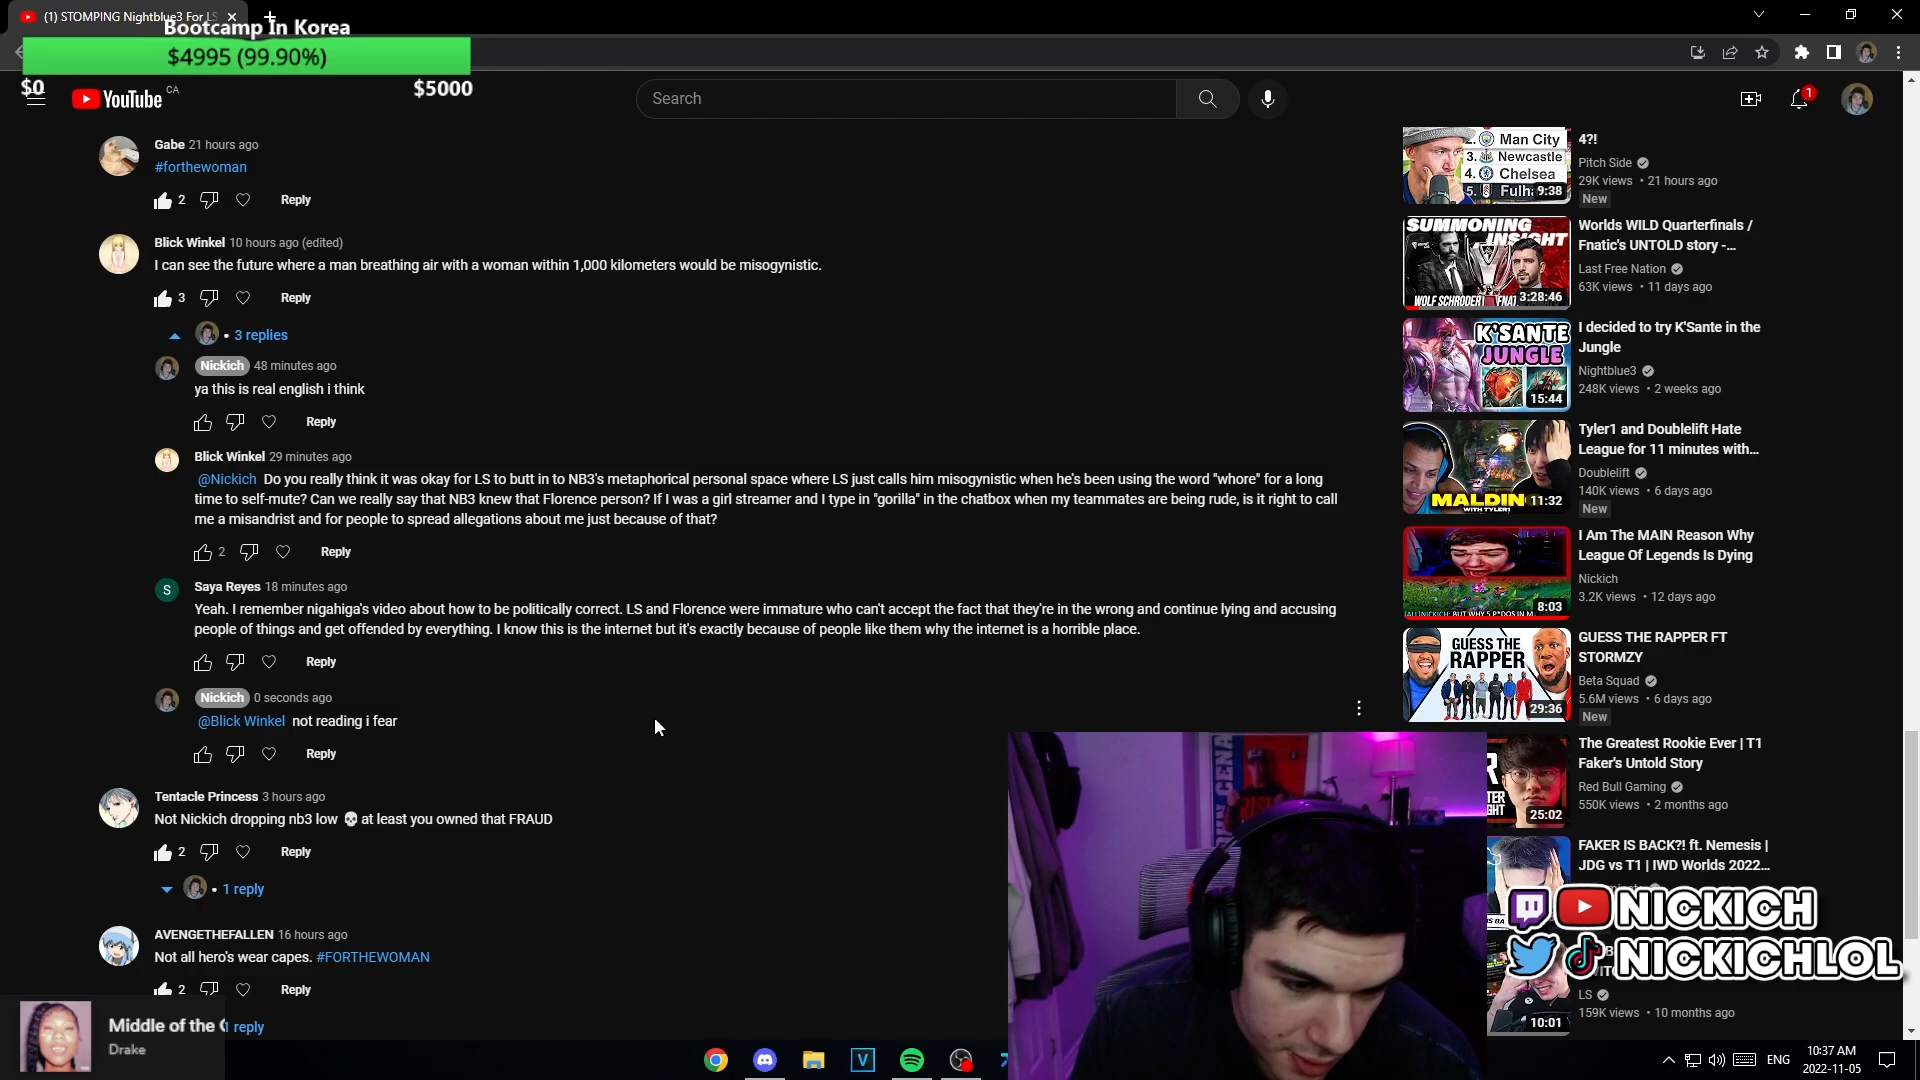 (1) STOMPING Nightblue3 For LS
Bootcamp In Korea
$4995 (99.90%)
$0
$5000
YouTube CA
Search
1
Gabe 21 hours ago
#forthewoman
2 Reply
Blick Winkel 10 hours ago (edited)
I can see the future where a man breathing air with a woman within 1,000 kilometers would be misogynistic.
3 Reply
• 3 replies
Nickich 48 minutes ago
ya this is real english i think
Reply
Blick Winkel 29 minutes ago
@Nickich Do you really think it was okay for LS to butt in to NB3's metaphorical personal space where LS just calls him misogynistic when he's been using the word "whore" for a long
time to self-mute? Can we really say that NB3 knew that Florence person? If I was a girl streamer and I type in "gorilla" in the chatbox when my teammates are being rude, is it right to call
me a misandrist and for people to spread allegations about me just because of that?
2 Reply
S
Saya Reyes 18 minutes ago
Yeah. I remember nigahiga's video about how to be politically correct. LS and Florence were immature who can't accept the fact that they're in the wrong and continue lying and accusing
people of things and get offended by everything. I know this is the internet but it's exactly because of people like them why the internet is a horrible place.
Reply
Nickich 0 seconds ago
@Blick Winkel not reading i fear
Reply
Tentacle Princess 3 hours ago
Not Nickich dropping nb3 low 💀 at least you owned that FRAUD
2 Reply
• 1 reply
AVENGETHEFALLEN 16 hours ago
Not all hero's wear capes. #FORTHEWOMAN
2 Reply
1 reply
Middle of the
Drake
2. Man City
3. Newcastle
4. Chelsea
5. Fulh
9:38
4?!
Pitch Side
29K views • 21 hours ago
New
SUMMONING
INSIGHT
WOLF SCHRODER
3:28:46
Worlds WILD Quarterfinals /
Fnatic's UNTOLD story -...
Last Free Nation
63K views • 11 days ago
K'SANTE
JUNGLE
15:44
I decided to try K'Sante in the
Jungle
Nightblue3
248K views • 2 weeks ago
MALDIN
WITH TYLER1
11:32
Tyler1 and Doublelift Hate
League for 11 minutes with...
Doublelift
140K views • 6 days ago
New
[ALL]NICKICH: BUT WHY 5 P*DOS IN M
8:03
I Am The MAIN Reason Why
League Of Legends Is Dying
Nickich
3.2K views • 12 days ago
GUESS THE
RAPPER
29:36
GUESS THE RAPPER FT
STORMZY
Beta Squad
5.6M views • 6 days ago
New
25:02
The Greatest Rookie Ever | T1
Faker's Untold Story
Red Bull Gaming
550K views • 2 months ago
FAKER IS BACK?! ft. Nemesis |
JDG vs T1 | IWD Worlds 2022...
NICKICH
NICKICHLOL
LS
159K views • 10 months ago
10:01
CENA
V
ENG
10:37 AM
2022-11-05